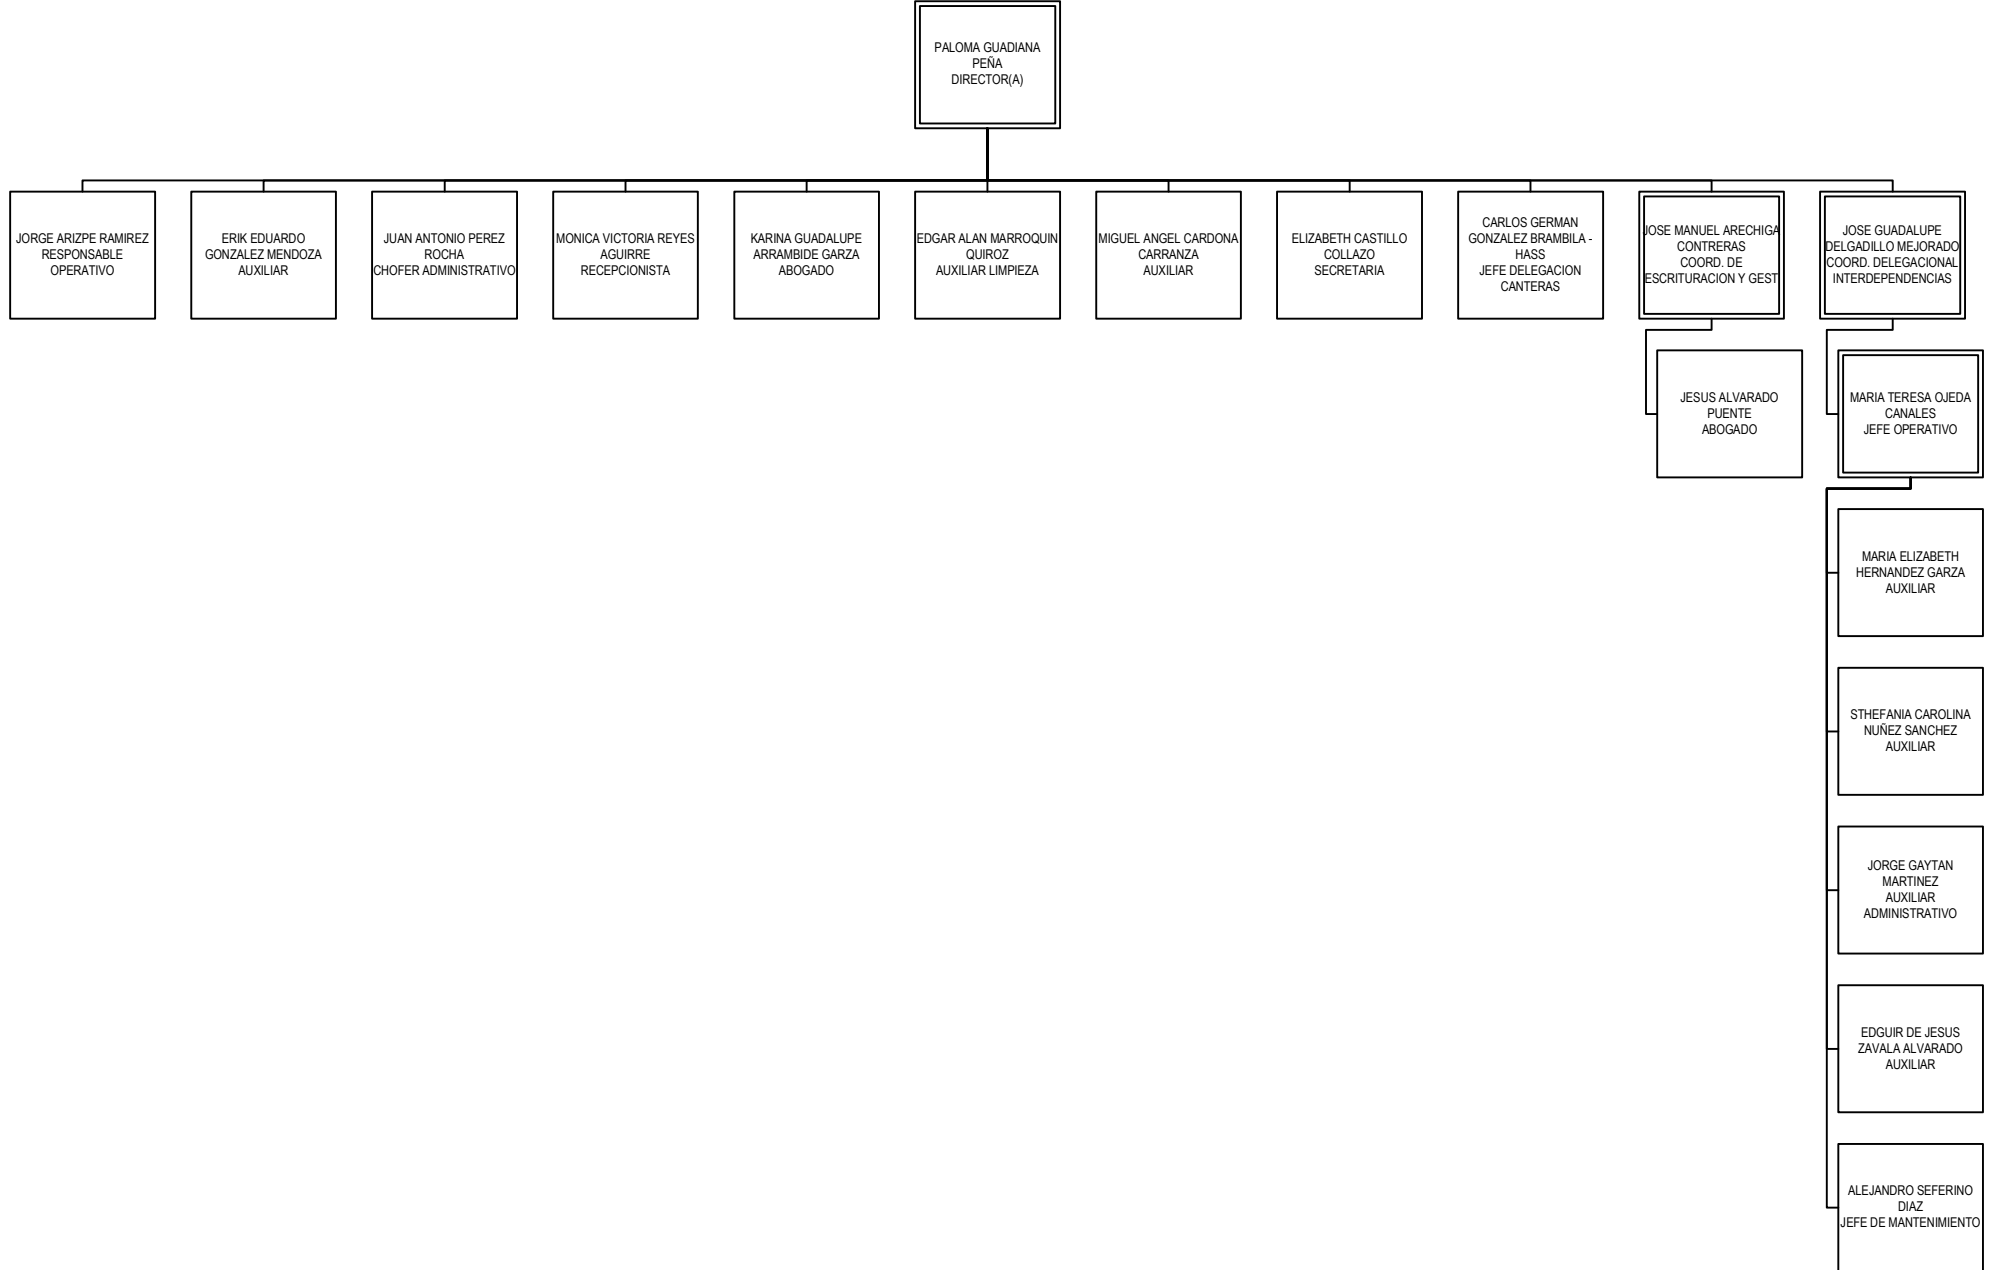 PALOMA GUADIANA
PEÑA
DIRECTOR(A)
JORGE ARIZPE RAMIREZ
RESPONSABLE
OPERATIVO
ERIK EDUARDO
GONZALEZ MENDOZA
AUXILIAR
JUAN ANTONIO PEREZ
ROCHA
CHOFER ADMINISTRATIVO
MONICA VICTORIA REYES
AGUIRRE
RECEPCIONISTA
KARINA GUADALUPE
ARRAMBIDE GARZA
ABOGADO
EDGAR ALAN MARROQUIN
QUIROZ
AUXILIAR LIMPIEZA
MIGUEL ANGEL CARDONA
CARRANZA
AUXILIAR
ELIZABETH CASTILLO
COLLAZO
SECRETARIA
CARLOS GERMAN
GONZALEZ BRAMBILA -
HASS
JEFE DELEGACION
CANTERAS
JOSE MANUEL ARECHIGA
CONTRERAS
COORD. DE
ESCRITURACION Y GEST
JOSE GUADALUPE
DELGADILLO MEJORADO
COORD. DELEGACIONAL
INTERDEPENDENCIAS
JESUS ALVARADO
PUENTE
ABOGADO
MARIA TERESA OJEDA
CANALES
JEFE OPERATIVO
MARIA ELIZABETH
HERNANDEZ GARZA
AUXILIAR
STHEFANIA CAROLINA
NUÑEZ SANCHEZ
AUXILIAR
JORGE GAYTAN
MARTINEZ
AUXILIAR
ADMINISTRATIVO
EDGUIR DE JESUS
ZAVALA ALVARADO
AUXILIAR
ALEJANDRO SEFERINO
DIAZ
JEFE DE MANTENIMIENTO